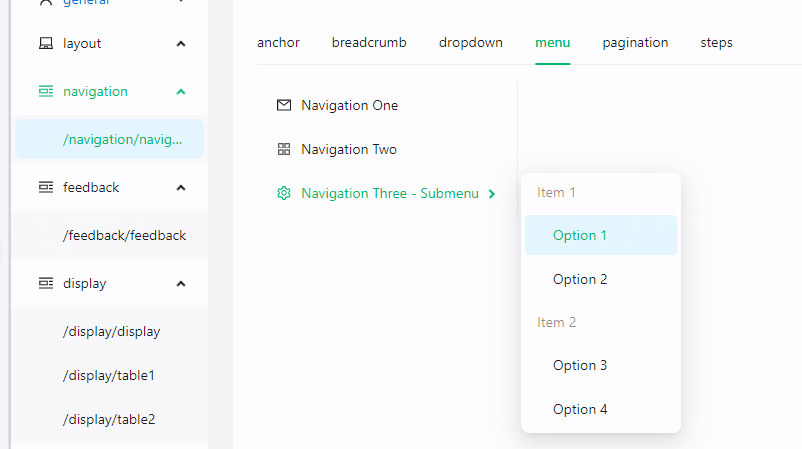 general
layout
navigation
/navigation/navig...
feedback
/feedback/feedback
display
/display/display
/display/table1
/display/table2
anchor breadcrumb dropdown menu pagination steps
Navigation One
Navigation Two
Navigation Three - Submenu
Item 1
Option 1
Option 2
Item 2
Option 3
Option 4